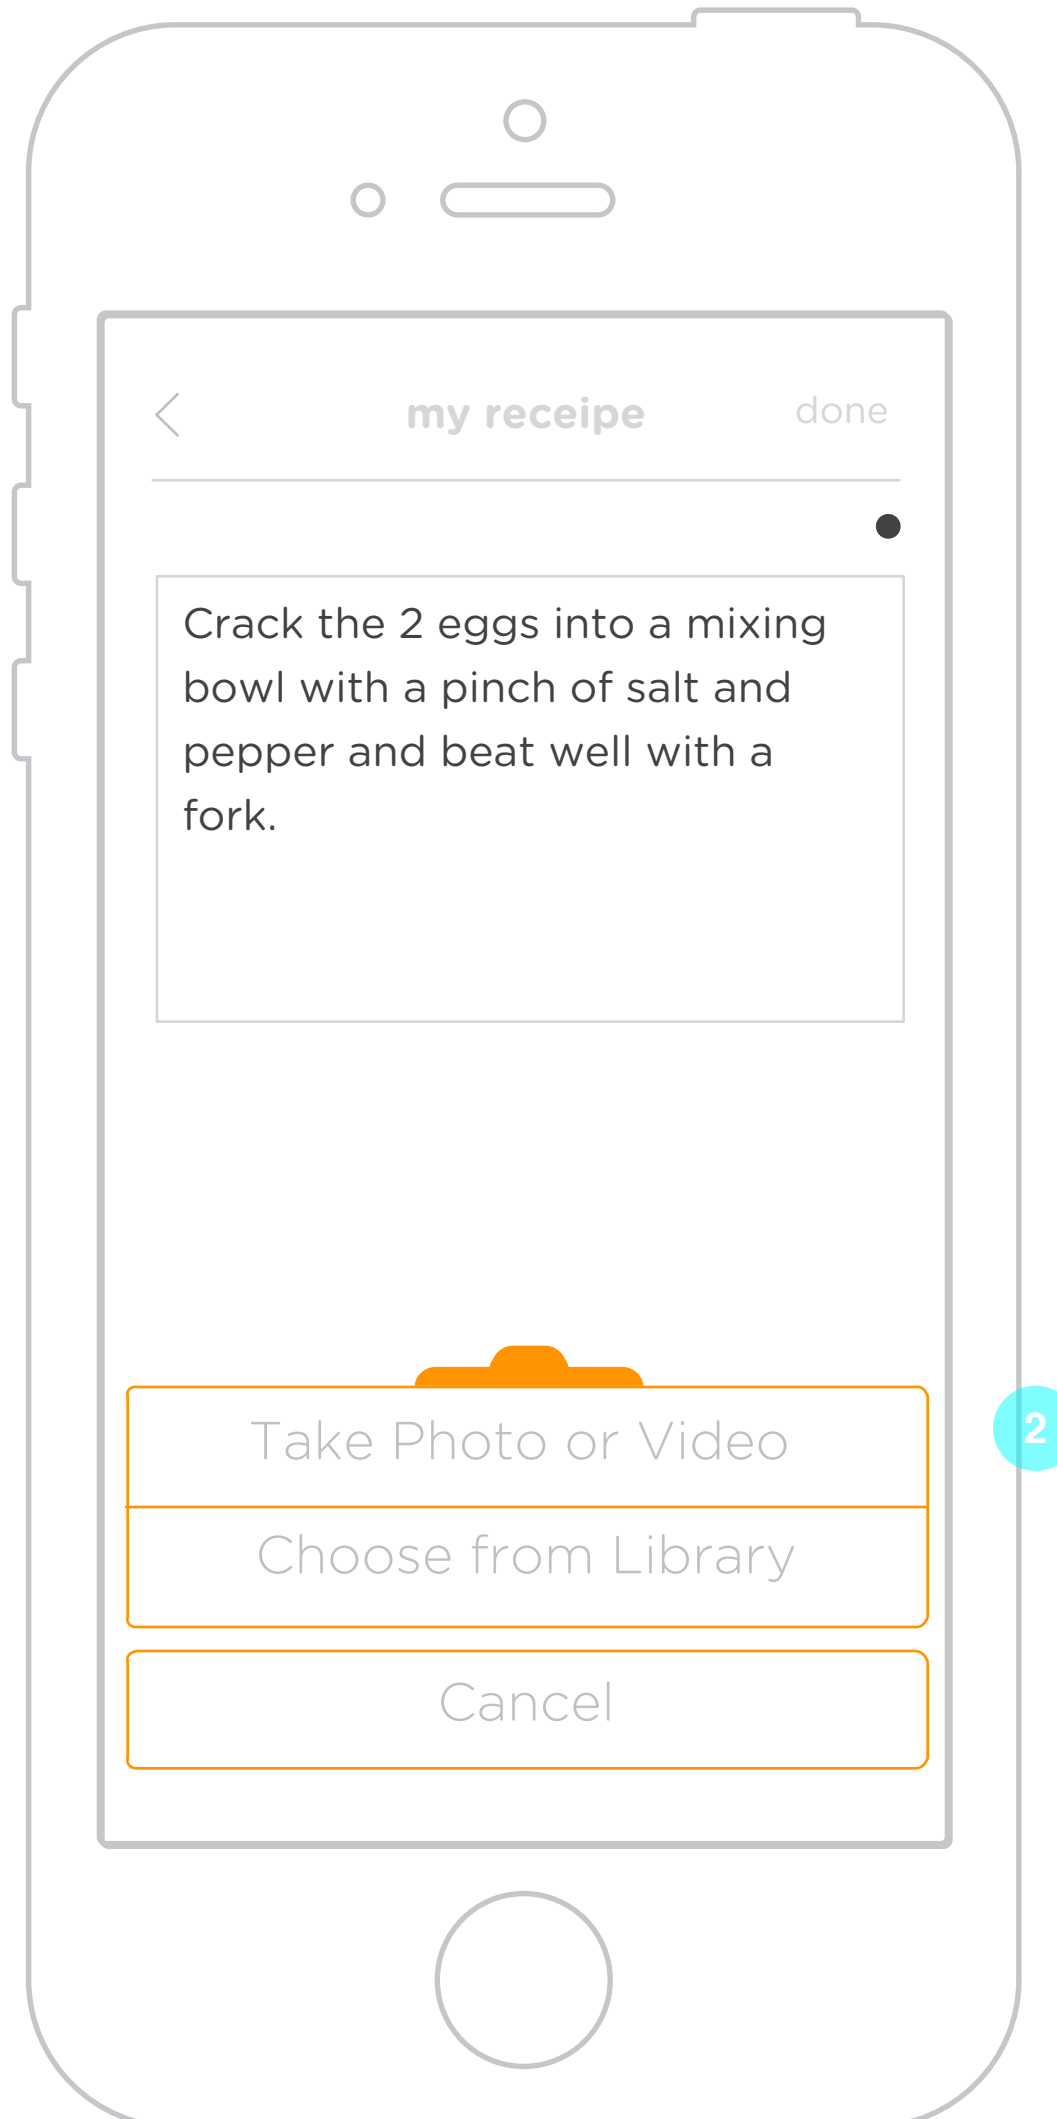 my receipe
done
Crack the 2 eggs into a mixing
bowl with a pinch of salt and
pepper and beat well with a
fork.
Take Photo or Video
2
Choose from Library
Cancel